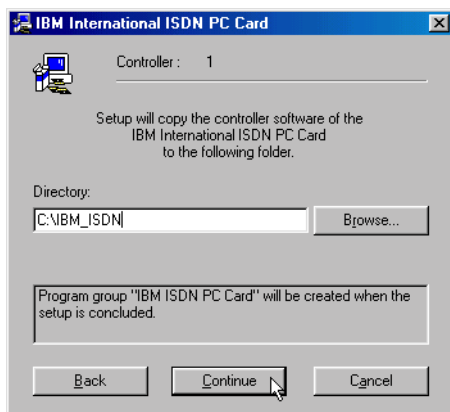 IBM International ISDN PC Card
Controller : 1
Setup will copy the controller software of the
IBM International ISDN PC Card
to the following folder.
Directory:
C:\IBM_ISDN
Browse...
Program group "IBM ISDN PC Card" will be created when the
setup is concluded.
Back
Continue
Cancel